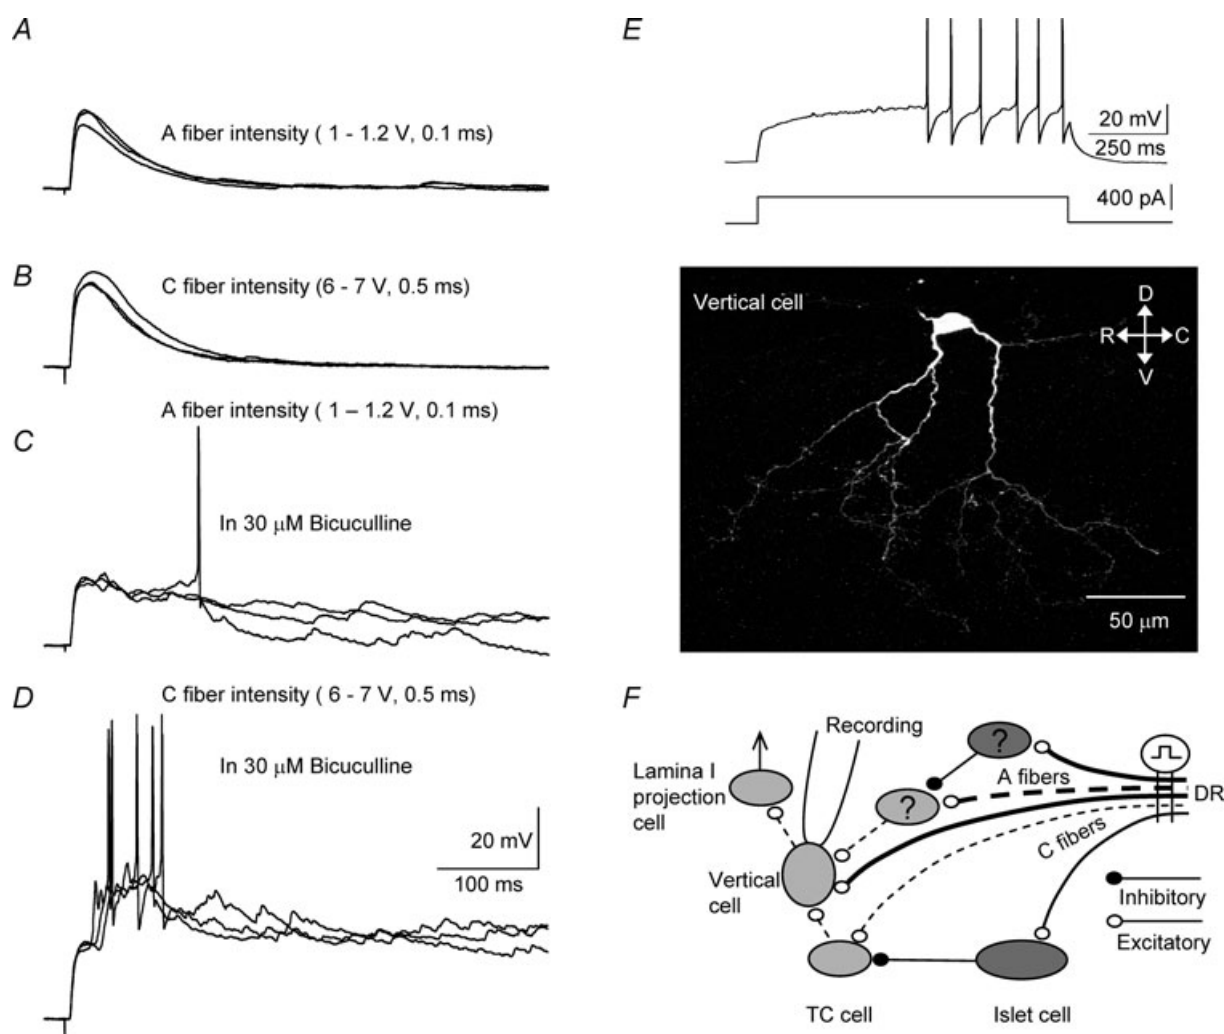 A
A fiber intensity ( 1 - 1.2 V, 0.1 ms)
B
C fiber intensity (6 - 7 V, 0.5 ms)
A fiber intensity ( 1 – 1.2 V, 0.1 ms)
C
In 30 μM Bicuculline
D
C fiber intensity ( 6 - 7 V, 0.5 ms)
In 30 μM Bicuculline
20 mV
100 ms
E
20 mV
250 ms
400 pA
Vertical cell
D
R
C
V
50 μm
F
Recording
Lamina I
projection
cell
?
?
A fibers
DR
C fibers
Vertical
cell
Inhibitory
Excitatory
TC cell
Islet cell